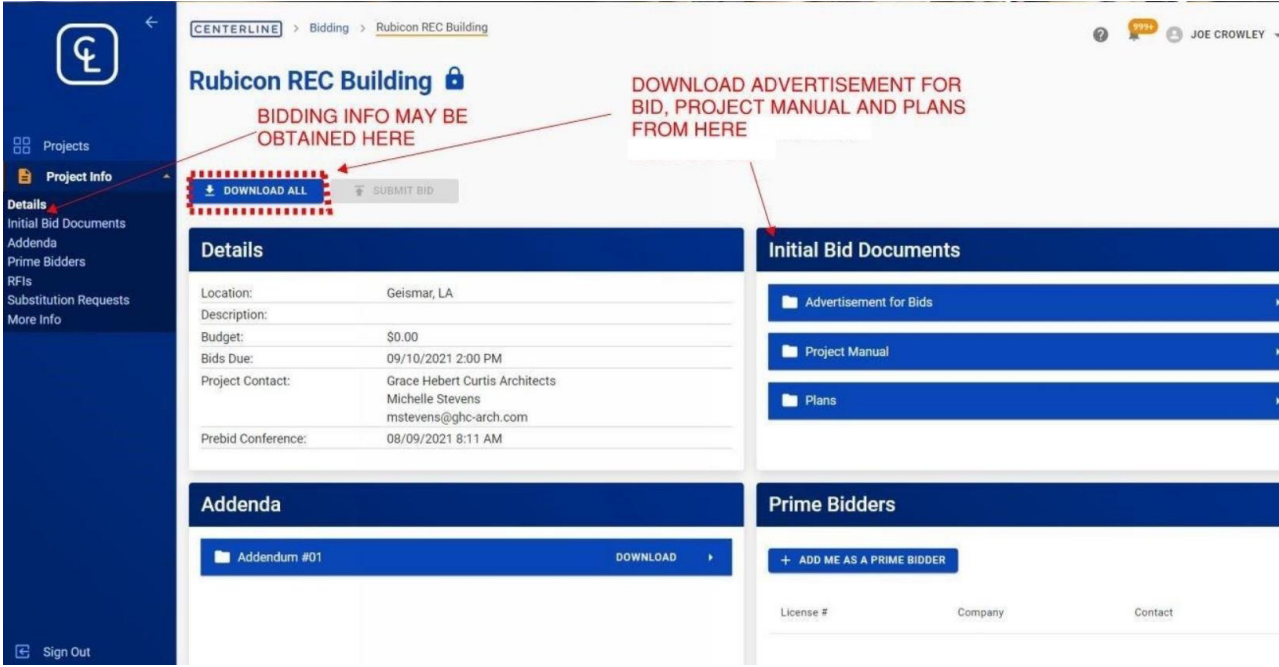 CENTERLINE > Bidding > Rubicon REC Building
999+
JOE CROWLEY
Rubicon REC Building
BIDDING INFO MAY BE
OBTAINED HERE
DOWNLOAD ADVERTISEMENT FOR
BID, PROJECT MANUAL AND PLANS
FROM HERE
Projects
Project Info
Details
Initial Bid Documents
Addenda
Prime Bidders
RFIs
Substitution Requests
More Info
Sign Out
DOWNLOAD ALL
SUBMIT BID
Details
Location: Geismar, LA
Description:
Budget: $0.00
Bids Due: 09/10/2021 2:00 PM
Project Contact: Grace Hebert Curtis Architects
Michelle Stevens
mstevens@ghc-arch.com
Prebid Conference: 08/09/2021 8:11 AM
Initial Bid Documents
Advertisement for Bids
Project Manual
Plans
Addenda
Addendum #01 DOWNLOAD
Prime Bidders
+ ADD ME AS A PRIME BIDDER
License # Company Contact